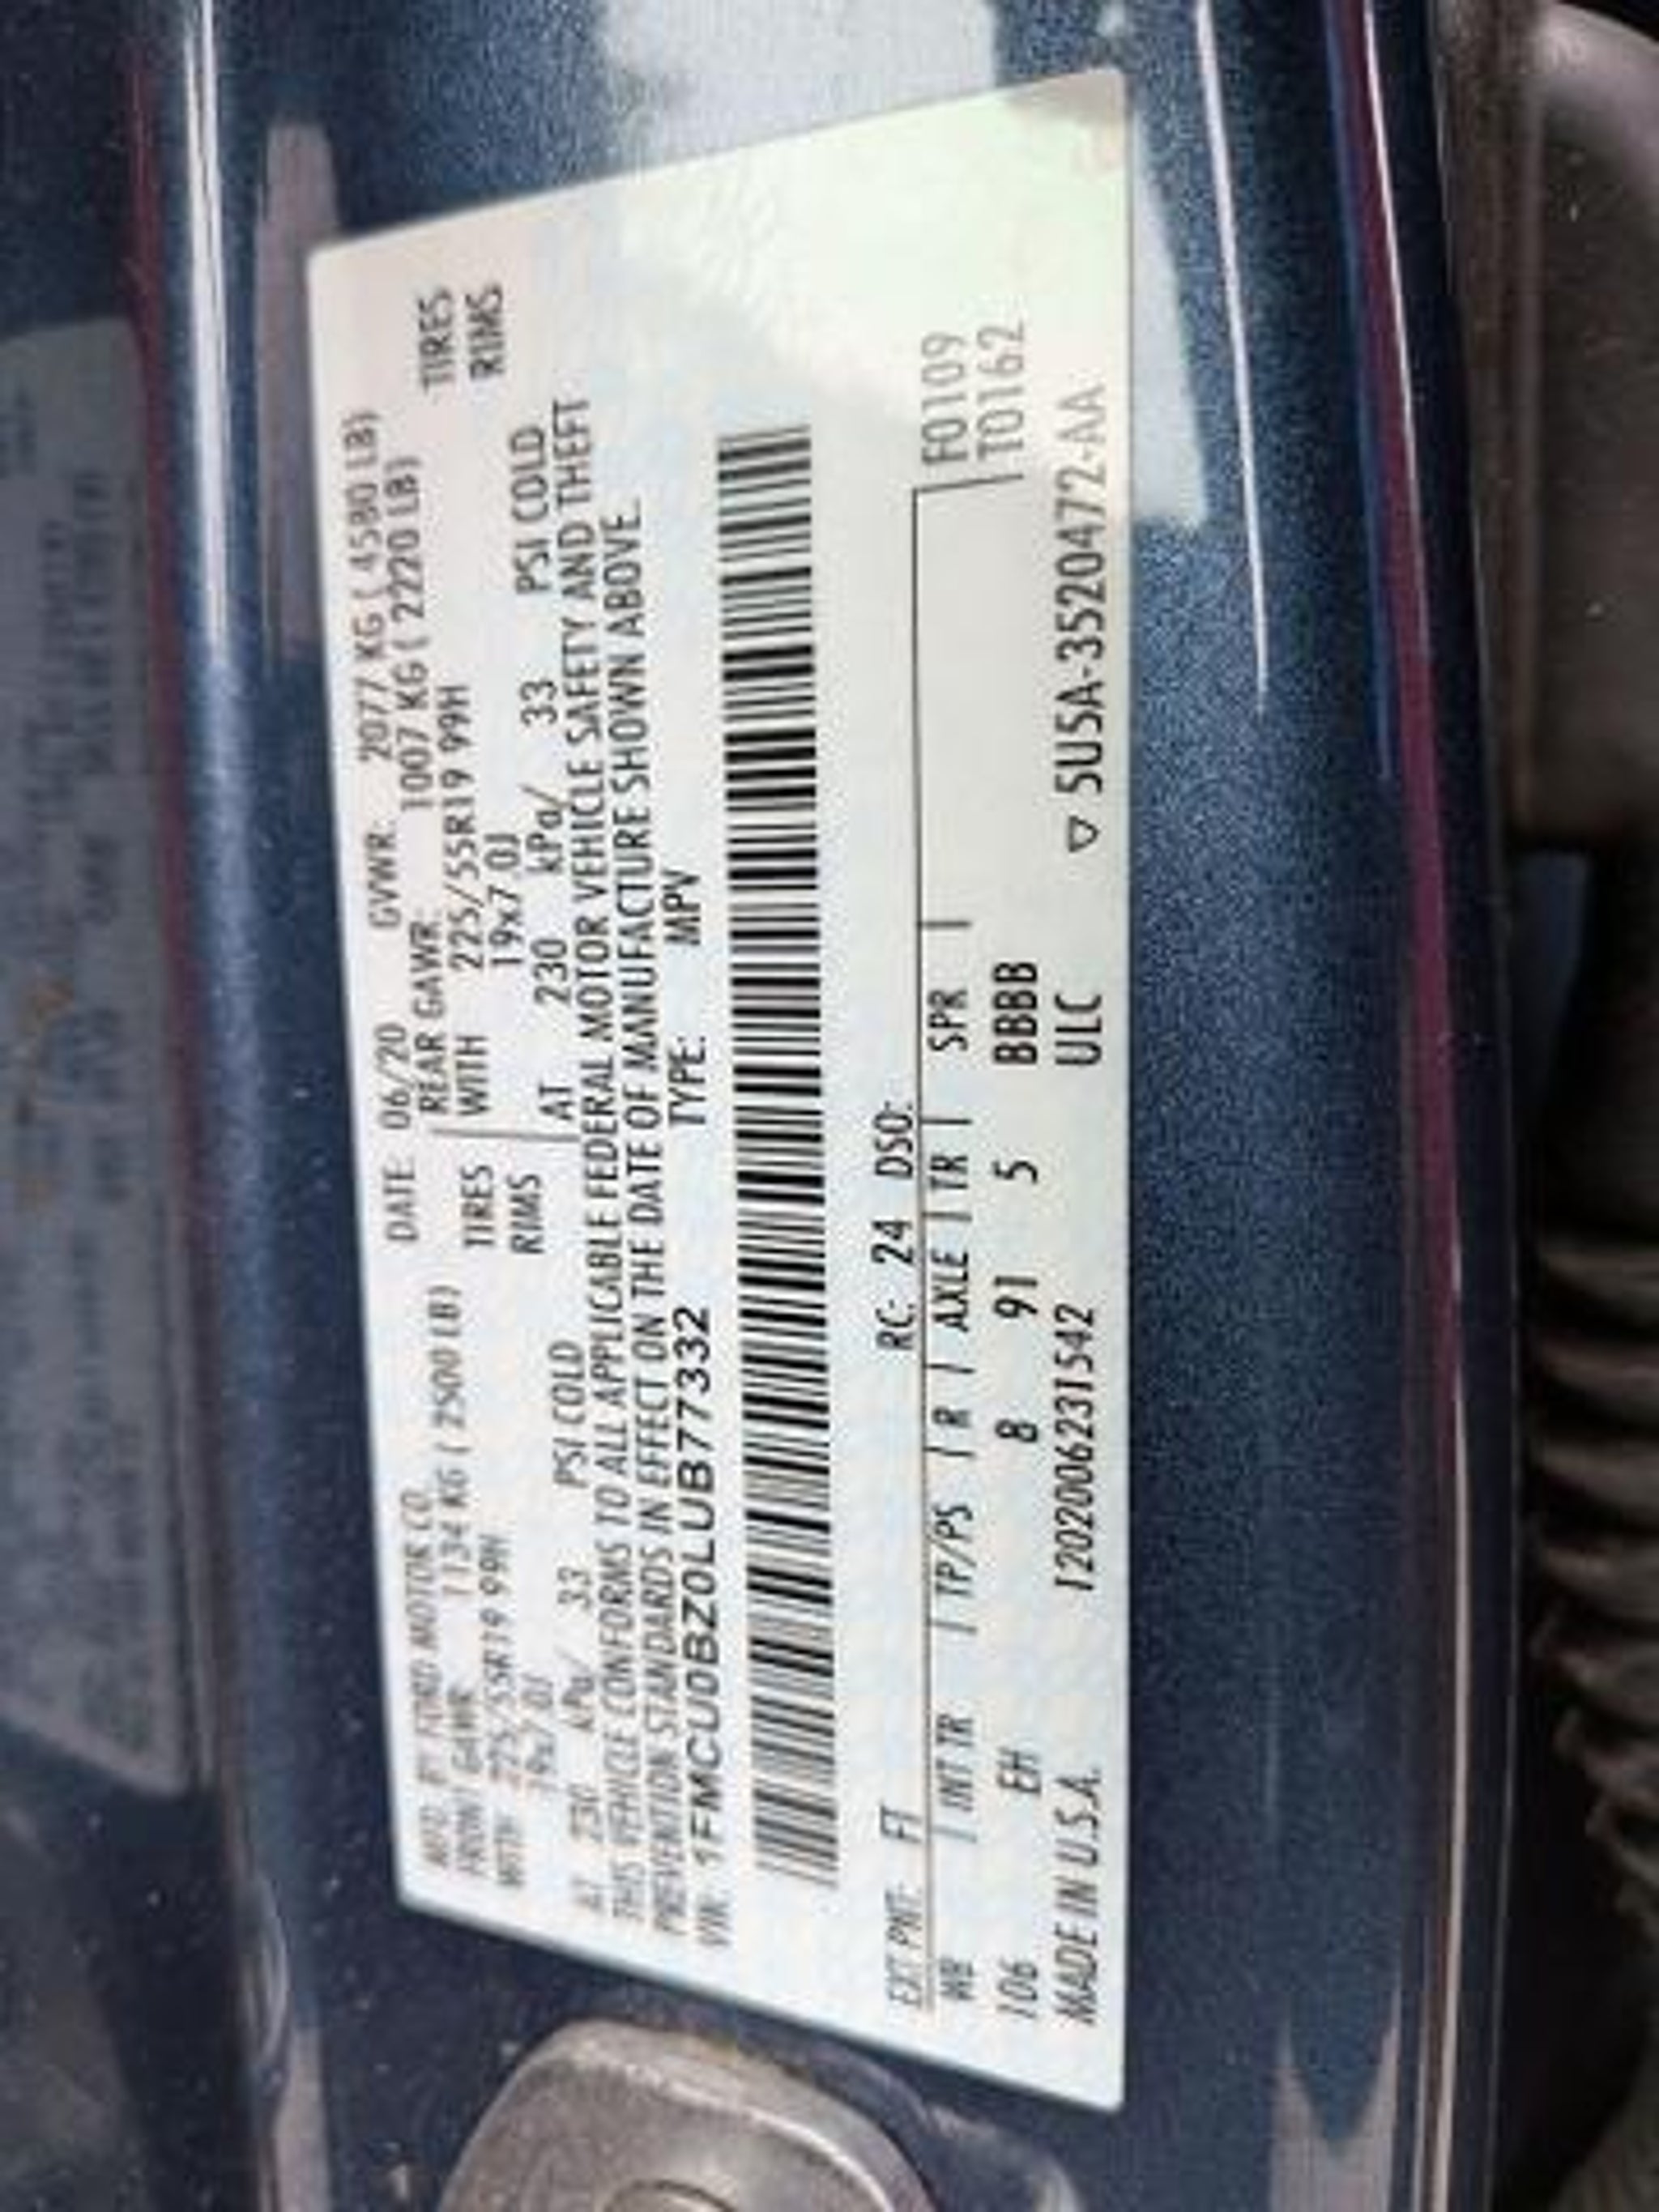 MFD. BY FORD MOTOR CO. DATE: 06/20 GVWR: 2077 KG ( 4580 LB)
FRONT GAWR: 1134 KG ( 2500 LB) REAR GAWR: 1007 KG ( 2220 LB)
WITH 225/55R19 99H TIRES WITH 225/55R19 99H TIRES
19x7.0J RIMS 19x7.0J RIMS
AT 230 kPa/ 33 PSI COLD AT 230 kPa/ 33 PSI COLD
THIS VEHICLE CONFORMS TO ALL APPLICABLE FEDERAL MOTOR VEHICLE SAFETY AND THEFT
PREVENTION STANDARDS IN EFFECT ON THE DATE OF MANUFACTURE SHOWN ABOVE.
VIN: 1FMCU0BZ0LUB77332 TYPE: MPV
EXT PNT: FT RC: 24 DSO: F0109
WB | INT TR | TP/PS | R | AXLE | TR | SPR | T0162
106 EH 8 91 5 BBBB
MADE IN U.S.A. 1202006231542 ULC ▽ 5U5A-3520472-AA